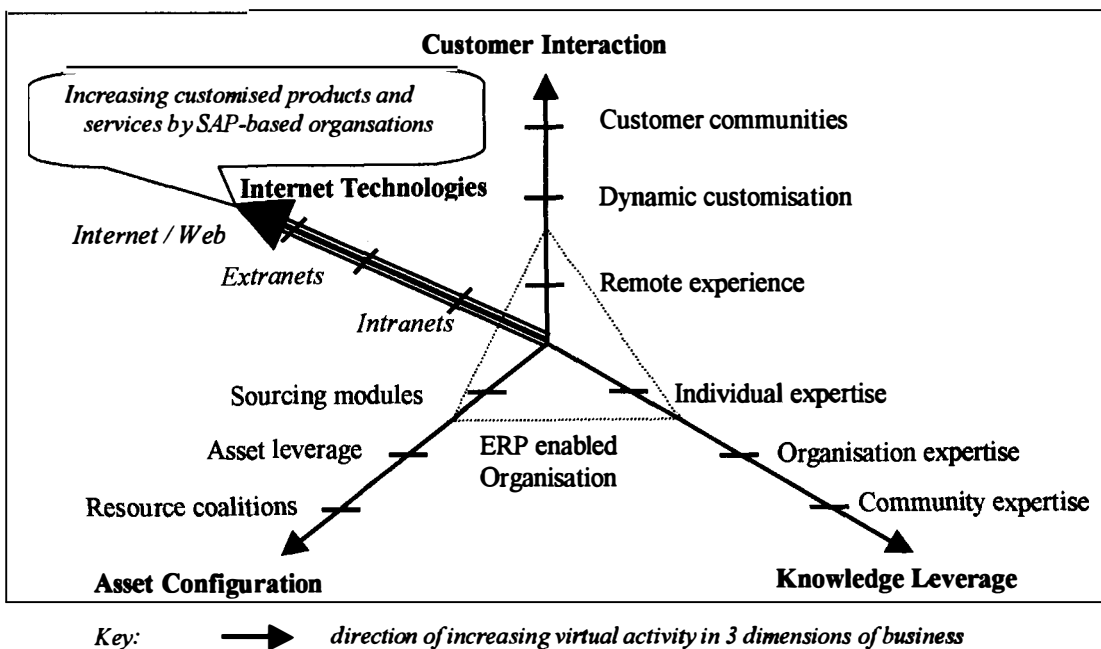 Customer Interaction
Increasing customised products and
services by SAP-based organsations
Customer communities
Dynamic customisation
Internet Technologies
Internet / Web
Extranets
Remote experience
Intranets
Sourcing modules
Individual expertise
Asset leverage
ERP enabled
Organisation
Organisation expertise
Resource coalitions
Community expertise
Asset Configuration
Knowledge Leverage
Key: direction of increasing virtual activity in 3 dimensions of business